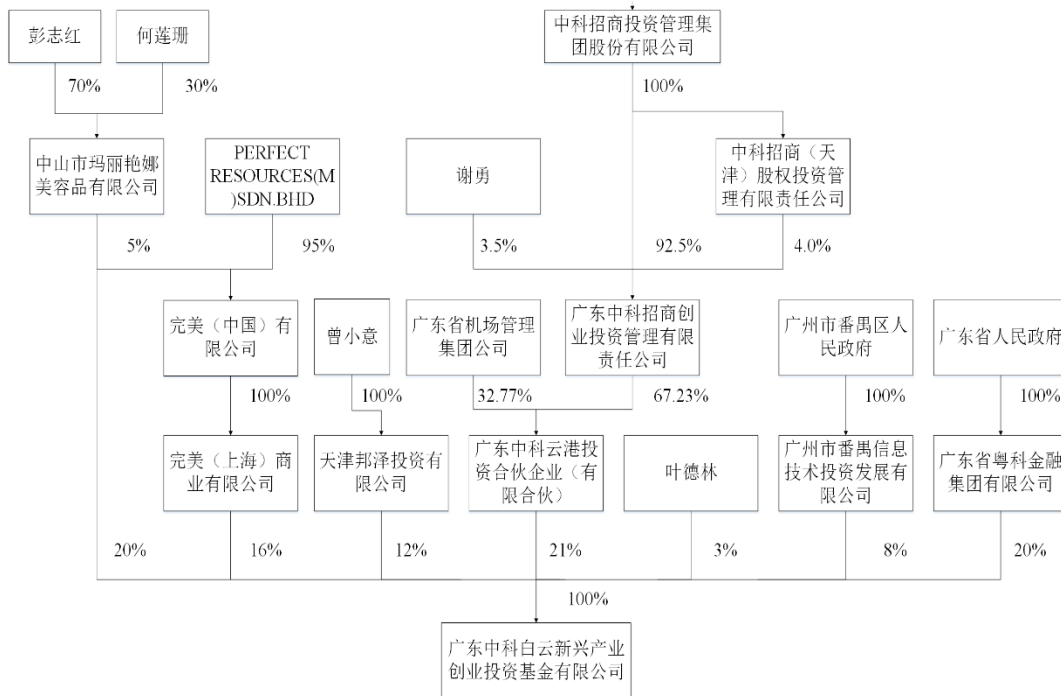 彭志红
何莲珊
中科招商投资管理集
团股份有限公司
70%
30%
100%
中山市玛丽艳娜
美容品有限公司
PERFECT
RESOURCES(M
)SDN.BHD
谢勇
中科招商（天
津）股权投资管
理有限责任公司
5%
95%
3.5%
92.5%
4.0%
完美（中国）有
限公司
曾小意
广东省机场管理
集团公司
广东中科招商创
业投资管理有限
责任公司
广州市番禺区人
民政府
广东省人民政府
100%
100%
32.77%
67.23%
100%
100%
完美（上海）商
业有限公司
天津邦泽投资有
限公司
广东中科云港投
资合伙企业（有
限合伙）
叶德林
广州市番禺信息
技术投资发展有
限公司
广东省粤科金融
集团有限公司
20%
16%
12%
21%
3%
8%
20%
100%
广东中科白云新兴产业
创业投资基金有限公司